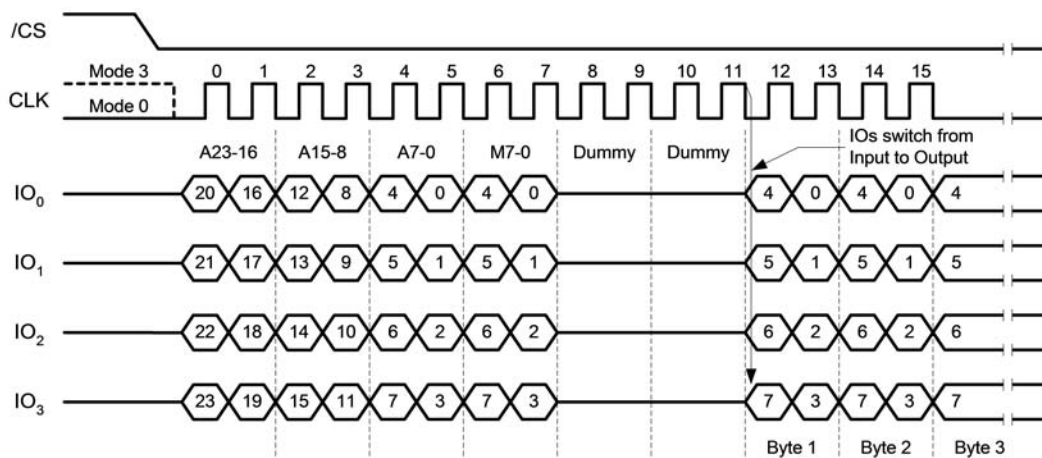 /CS
Mode 3 0 1 2 3 4 5 6 7 8 9 10 11 12 13 14 15
CLK
Mode 0
IOs switch from
Input to Output
A23-16 A15-8 A7-0 M7-0 Dummy Dummy
IO0 20 16 12 8 4 0 4 0 4 0 4 0 4
IO1 21 17 13 9 5 1 5 1 5 1 5 1 5
IO2 22 18 14 10 6 2 6 2 6 2 6 2 6
IO3 23 19 15 11 7 3 7 3 7 3 7 3 7
Byte 1 Byte 2 Byte 3